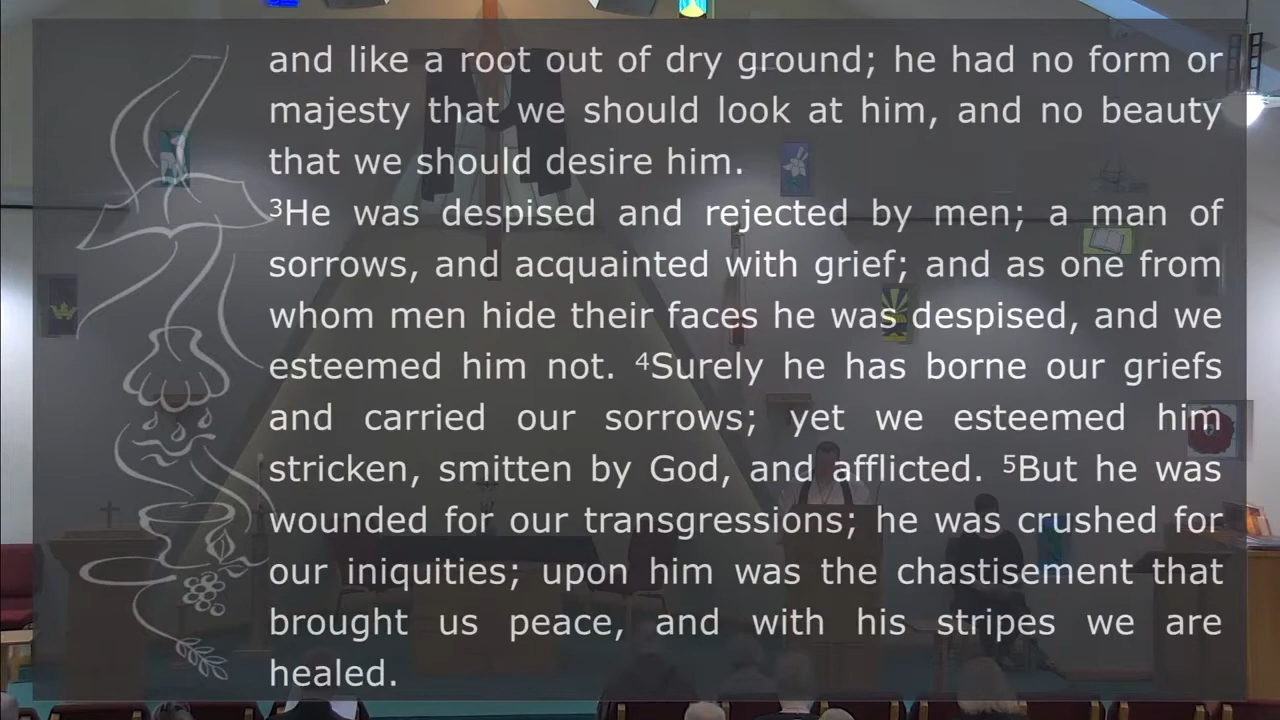 and like a root out of dry ground; he had no form or
majesty that we should look at him, and no beauty
that we should desire him.
3He was despised and rejected by men; a man of
sorrows, and acquainted with grief; and as one from
whom men hide their faces he was despised, and we
esteemed him not. 4Surely he has borne our griefs
and carried our sorrows; yet we esteemed him
stricken, smitten by God, and afflicted. 5But he was
wounded for our transgressions; he was crushed for
our iniquities; upon him was the chastisement that
brought us peace, and with his stripes we are
healed.